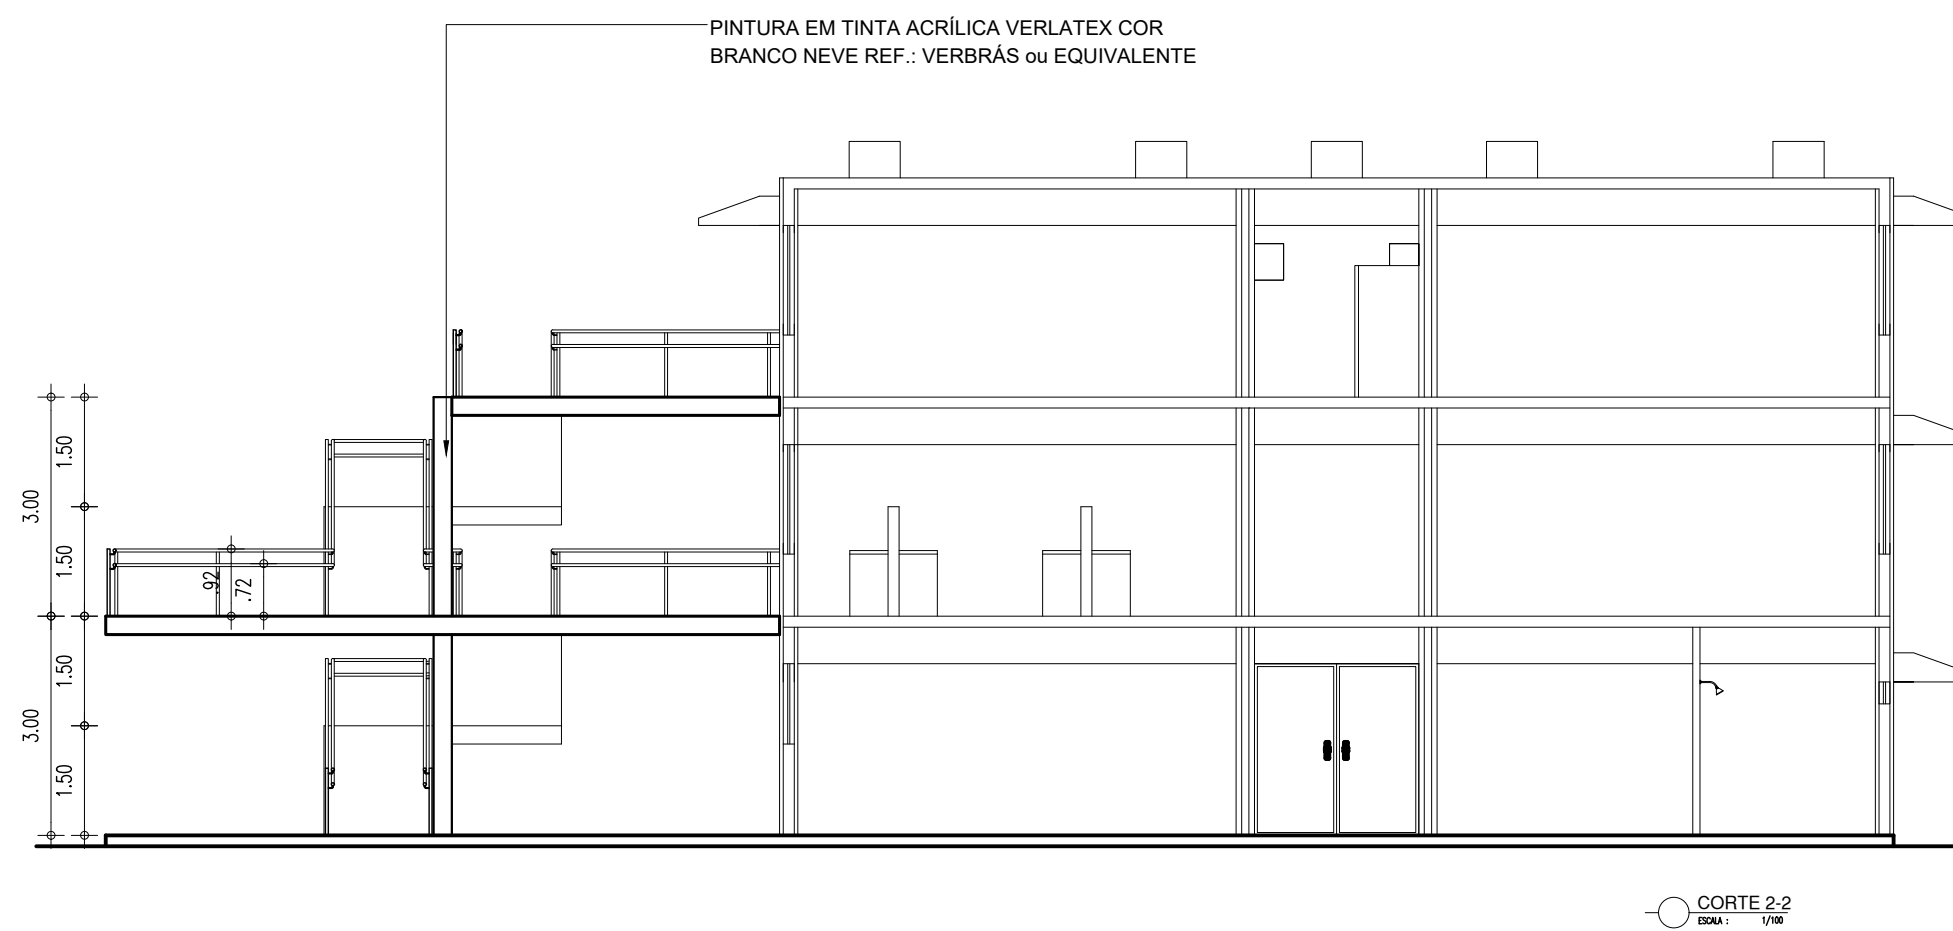 PINTURA EM TINTA ACRÍLICA VERLATEX COR
BRANCO NEVE REF.: VERBRÁS ou EQUIVALENTE
1.50
3.00
1.50
.92
.72
1.50
3.00
1.50
CORTE 2-2
ESCALA : 1/100